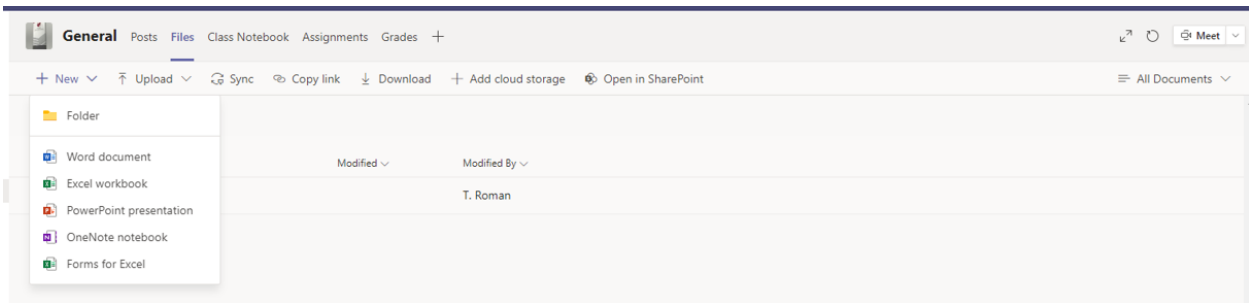 General Posts Files Class Notebook Assignments Grades Meet
New Upload Sync Copy link Download Add cloud storage Open in SharePoint All Documents
Folder
Word document
Modified Modified By
Excel workbook
T. Roman
PowerPoint presentation
OneNote notebook
Forms for Excel